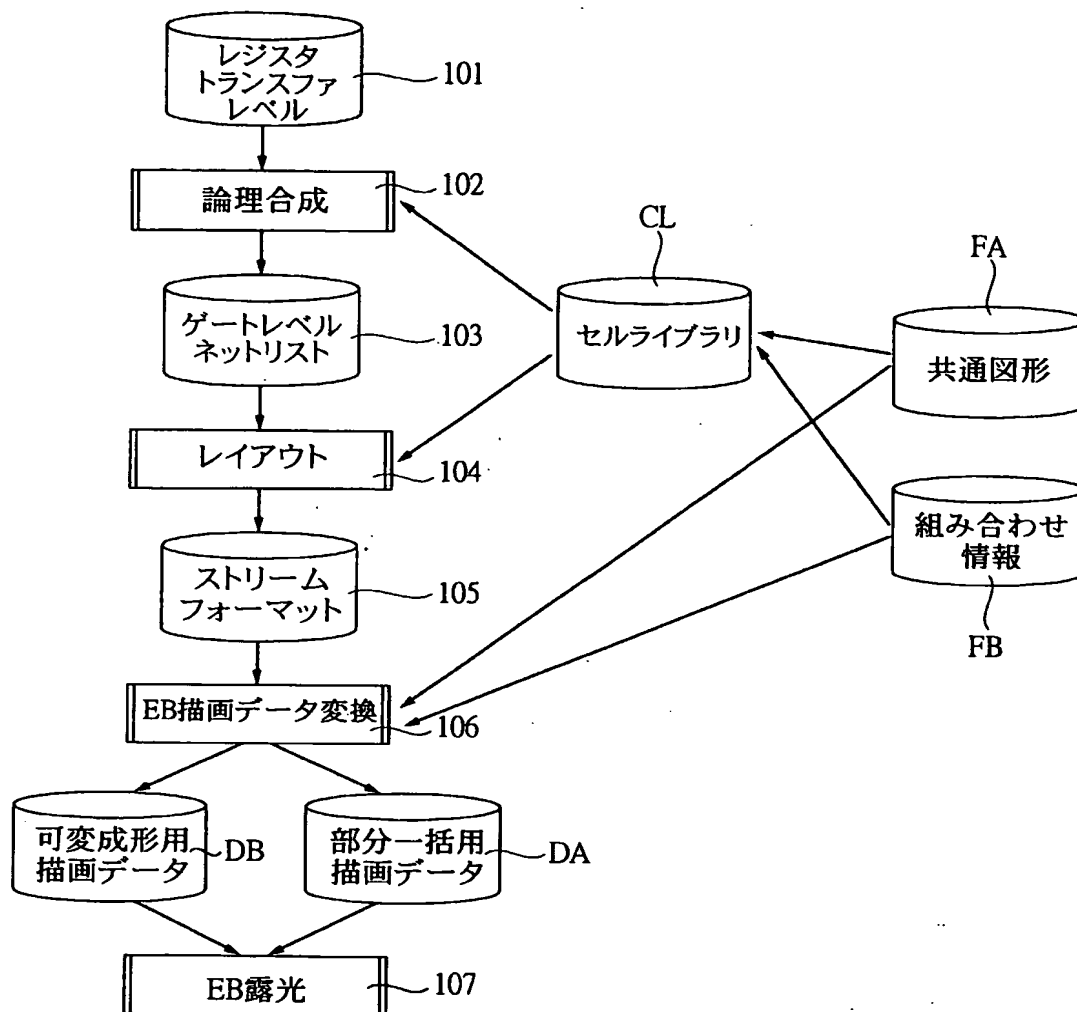 レジスタ
トランスファ
レベル
101
論理合成
102
CL
FA
ゲートレベル
ネットリスト
103
セルライブラリ
共通図形
レイアウト
104
組み合わせ
情報
FB
ストリーム
フォーマット
105
EB描画データ変換
106
可変成形用
描画データ
DB
部分一括用
描画データ
DA
EB露光
107